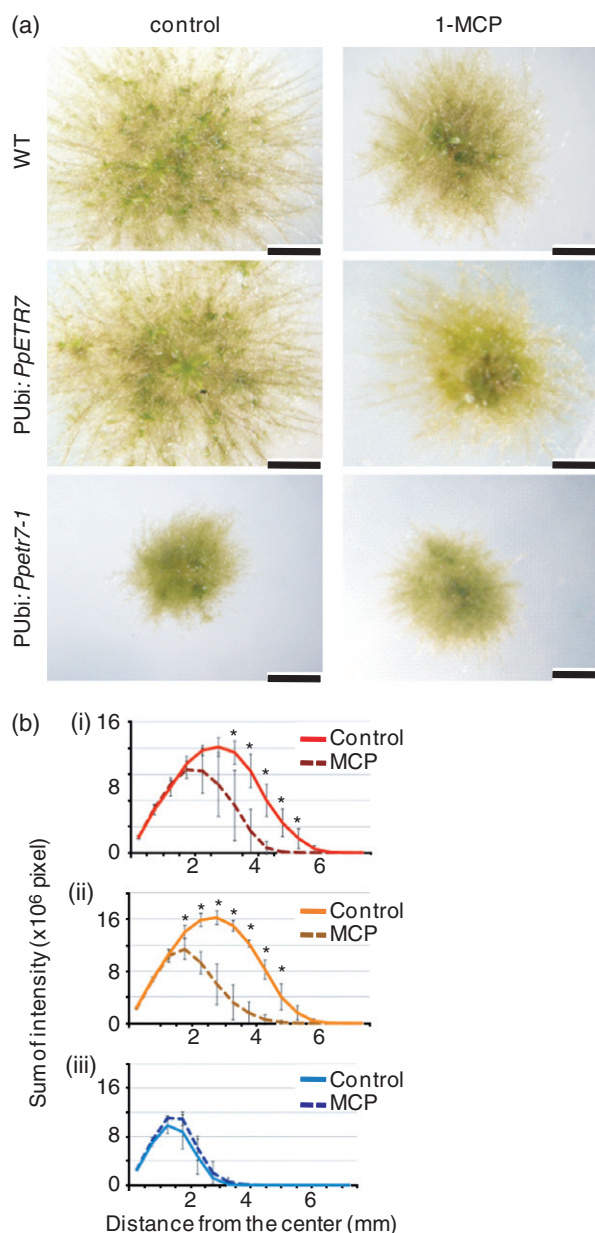 (a)
control 1-MCP
WT
PUbi: PpETR7
PUbi: Ppetr7-1
(b)
(i)
16
8
0
* * * * *
Control
MCP
2 4 6
(ii)
16
8
0
* * * * * * * *
Control
MCP
2 4 6
(iii)
16
8
0
Control
MCP
2 4 6
Sum of intensity (x10⁶ pixel)
Distance from the center (mm)